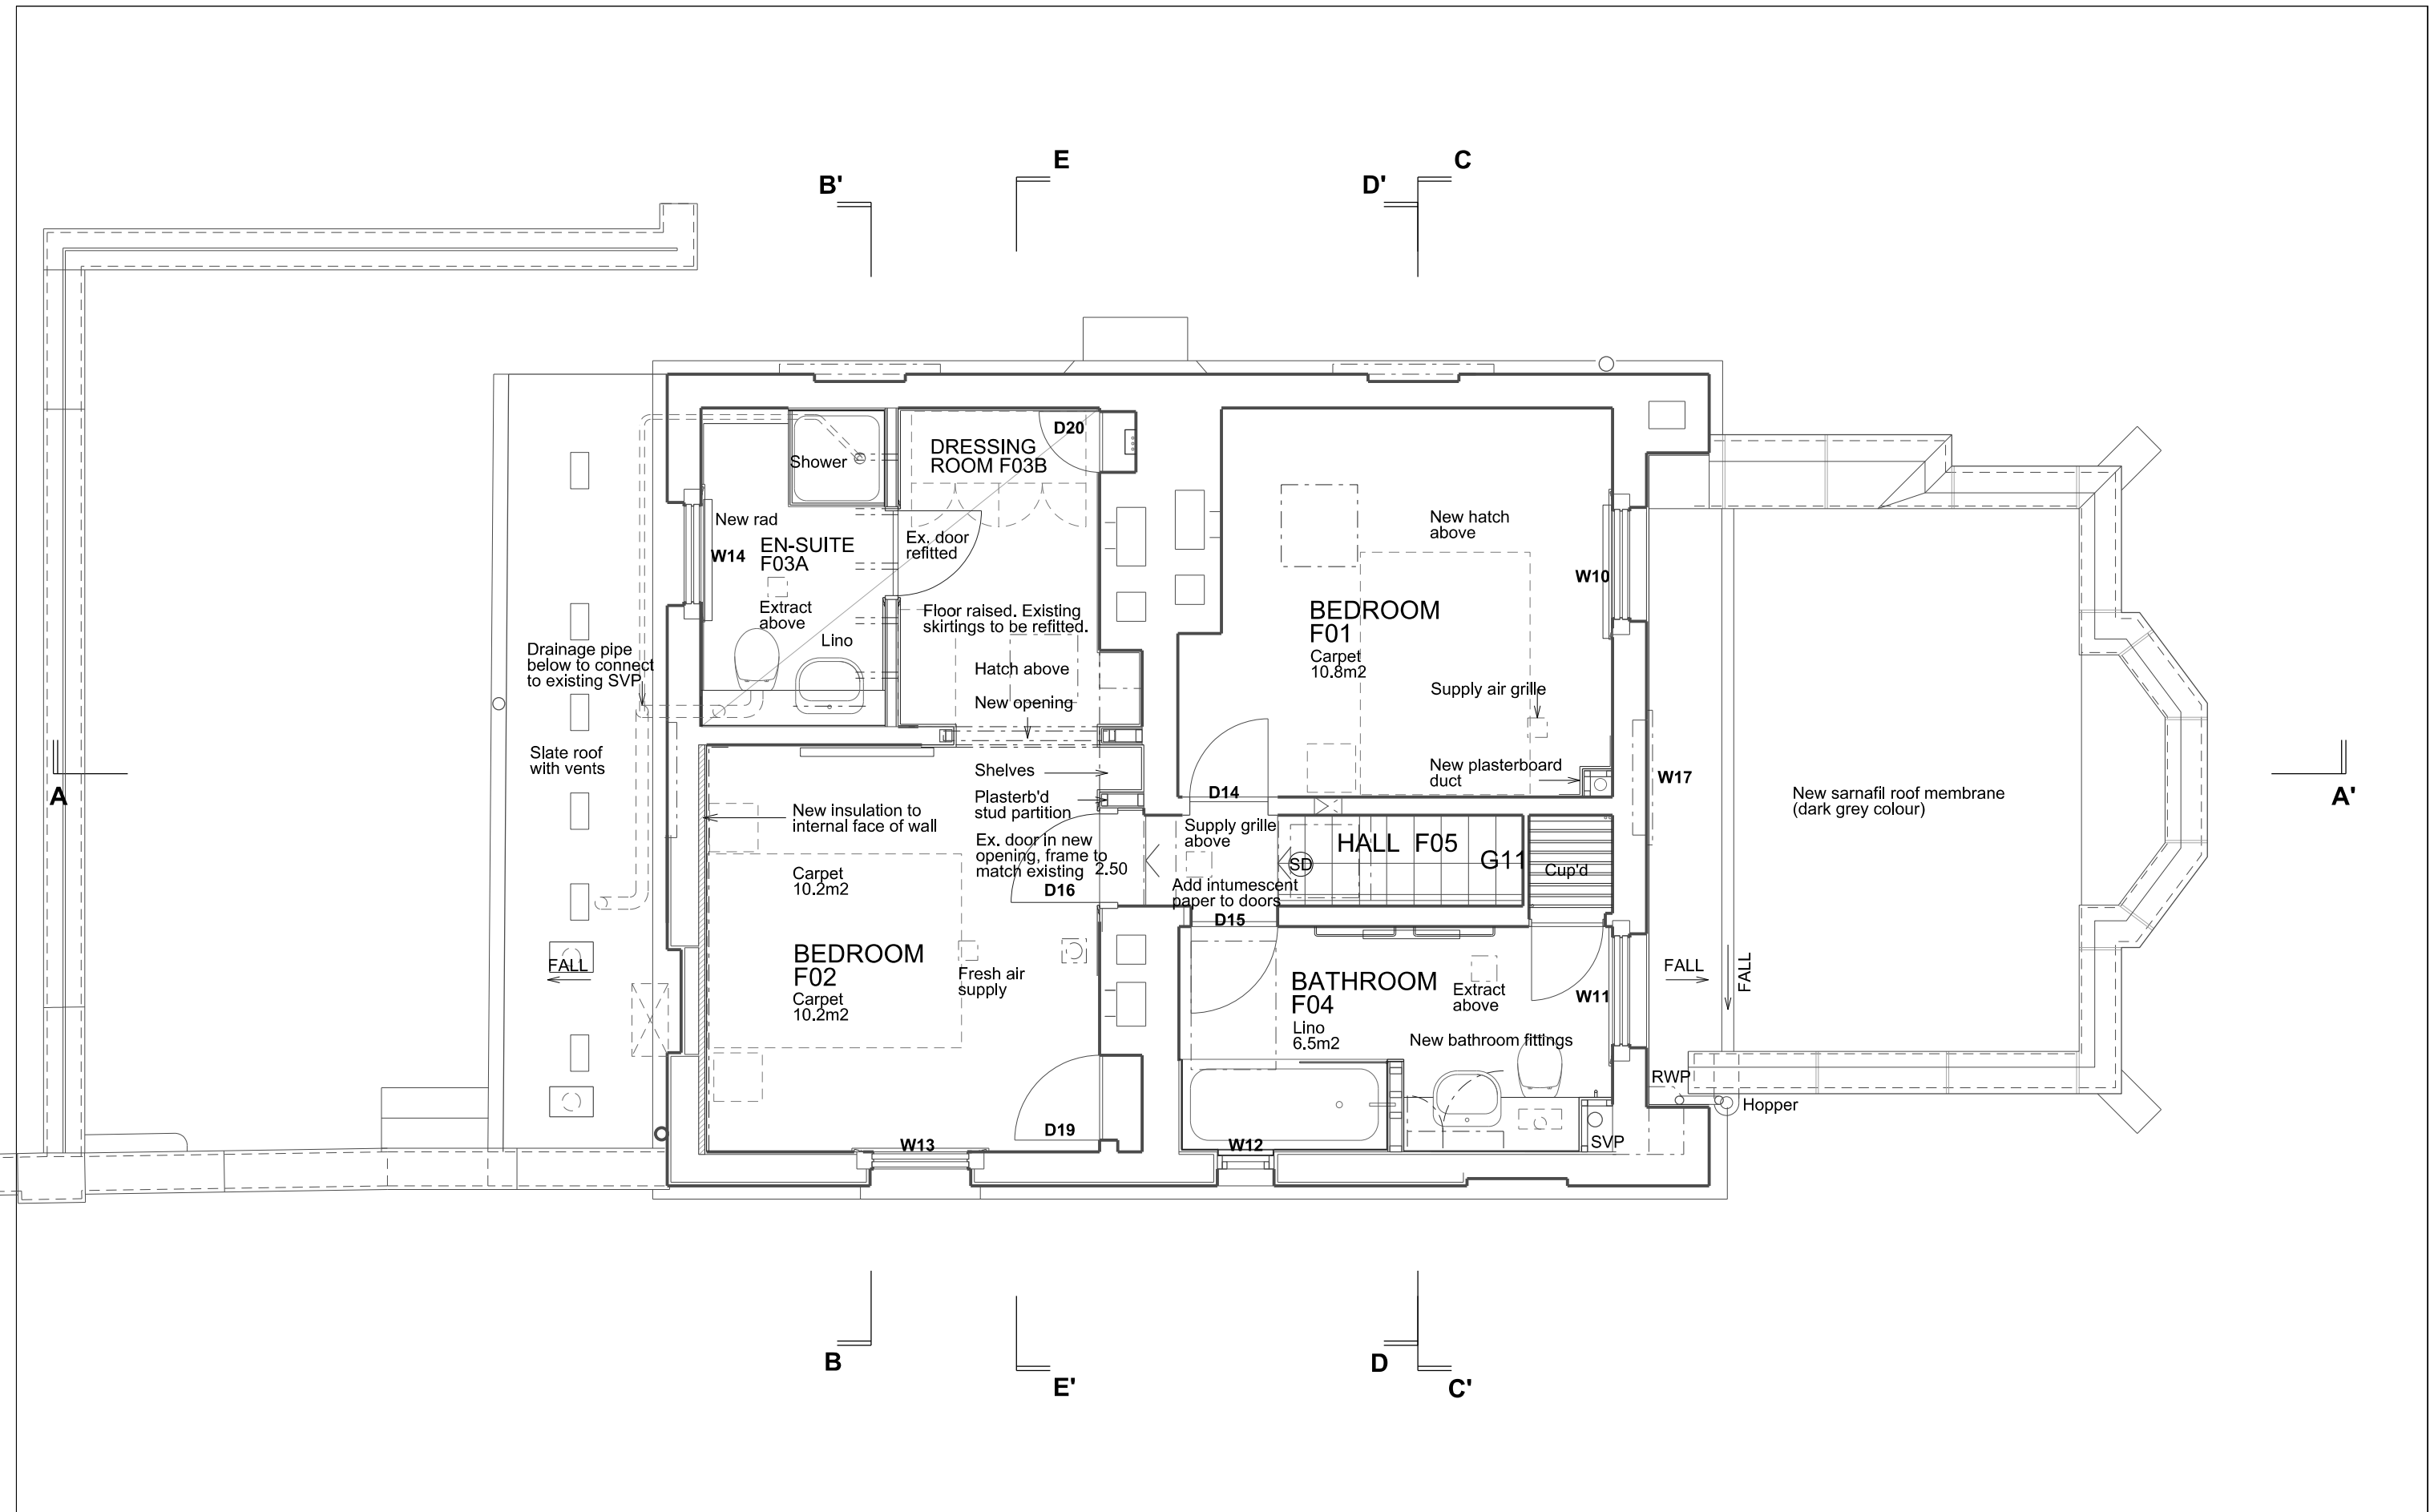 E
C
B'
D'
D20
DRESSING
ROOM F03B
Shower
New rad
EN-SUITE
F03A
W14
Ex. door
refitted
New hatch
above
W10
Extract
above
Lino
Floor raised. Existing
skirtings to be refitted.
BEDROOM
F01
Carpet
10.8m2
Drainage pipe
below to connect
to existing SVP
Hatch above
New opening
Supply air grille
Slate roof
with vents
Shelves
New plasterboard
duct
W17
A
A'
D14
New sarnafil roof membrane
(dark grey colour)
Plasterb'd
stud partition
New insulation to
internal face of wall
Supply grille
above
HALL F05
G11
Ex. door in new
opening, frame to
match existing
2.50
SD
Cup'd
Carpet
10.2m2
D16
Add intumescent
paper to doors
D15
BEDROOM
F02
Carpet
10.2m2
Fresh air
supply
FALL
BATHROOM
F04
Lino
6.5m2
Extract
above
W11
FALL
FALL
New bathroom fittings
RWP
Hopper
D19
W13
W12
SVP
B
D
E'
C'